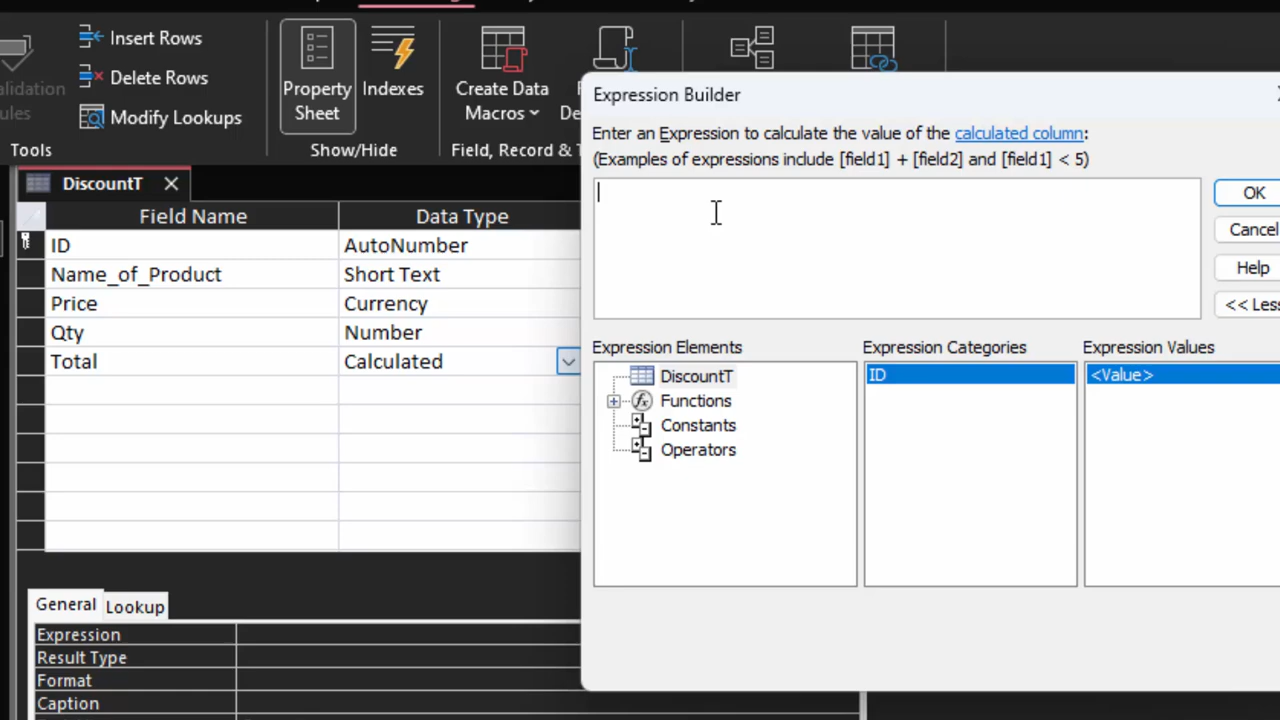 Insert Rows
Delete Rows
Modify Lookups
Tools
Property
Sheet
Indexes
Show/Hide
Create Data
Macros
Field, Record &
DiscountT
Field Name
Data Type
ID
AutoNumber
Name_of_Product
Short Text
Price
Currency
Qty
Number
Total
Calculated
General
Lookup
Expression
Result Type
Format
Caption
Expression Builder
Enter an Expression to calculate the value of the calculated column:
(Examples of expressions include [field1] + [field2] and [field1] < 5)
OK
Cancel
Help
<< Less
Expression Elements
Expression Categories
Expression Values
DiscountT
Functions
Constants
Operators
ID
<Value>